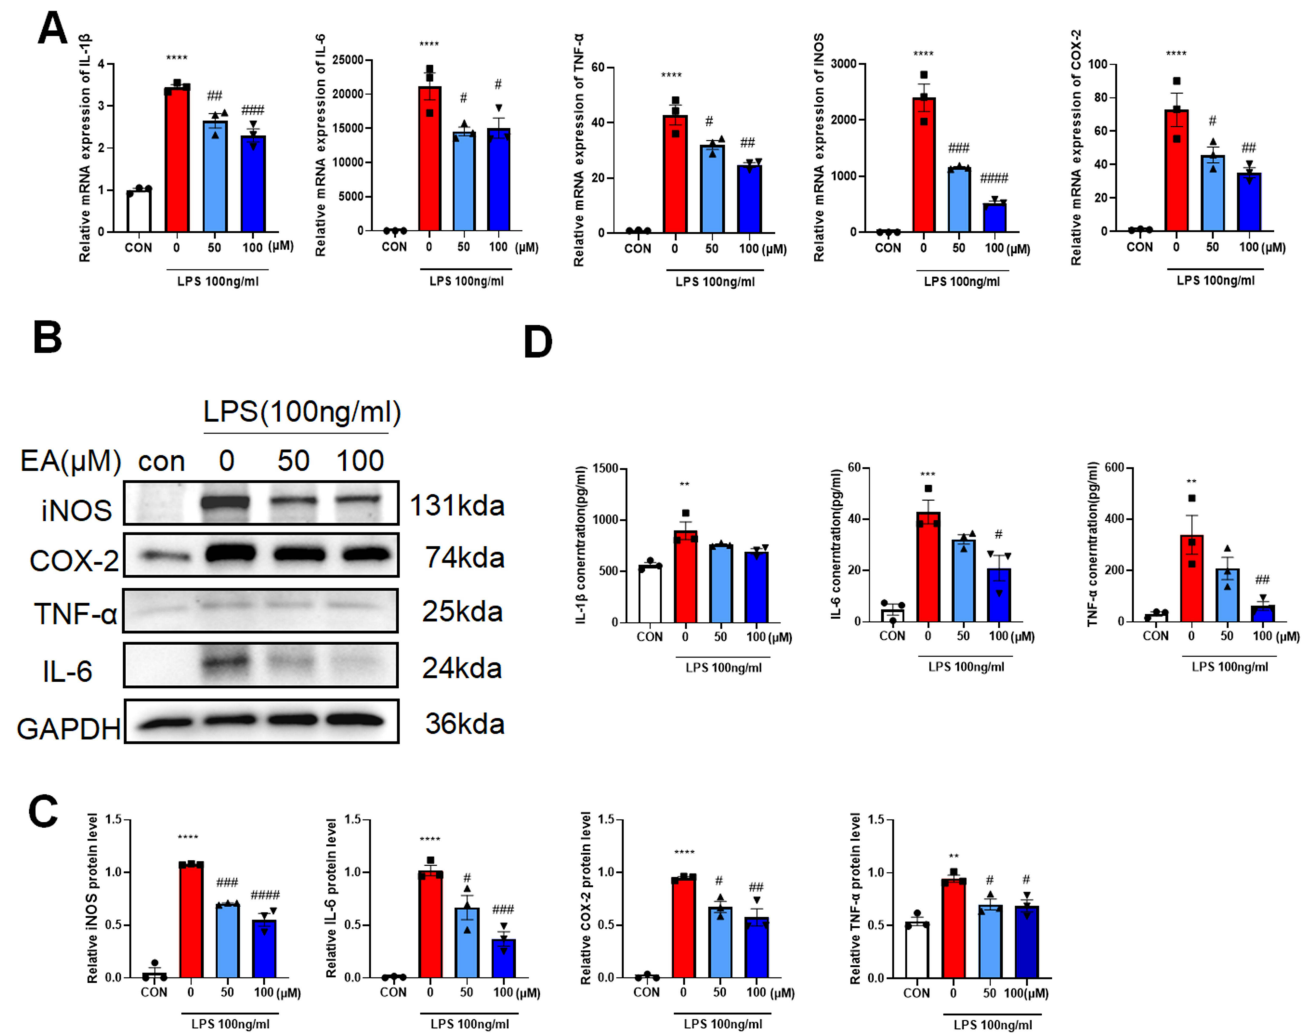 A
Relative mRNA expression of IL-1β
4
3
2
1
0
****
##
###
CON 0 50 100 (μM)
LPS 100ng/ml
Relative mRNA expression of IL-6
25000
20000
15000
10000
5000
0
****
#
#
CON 0 50 100 (μM)
LPS 100ng/ml
Relative mRNA expression of TNF-α
60
40
20
0
****
#
##
CON 0 50 100 (μM)
LPS 100ng/ml
Relative mRNA expression of iNOS
3000
2000
1000
0
****
###
####
CON 0 50 100 (μM)
LPS 100ng/ml
Relative mRNA expression of COX-2
100
80
60
40
20
0
****
#
##
CON 0 50 100 (μM)
LPS 100ng/ml
B
LPS(100ng/ml)
EA(μM) con 0 50 100
iNOS 131kda
COX-2 74kda
TNF-α 25kda
IL-6 24kda
GAPDH 36kda
D
IL-1β conerntration(pg/ml)
1500
1000
500
0
**
CON 0 50 100 (μM)
LPS 100ng/ml
IL-6 conerntration(pg/ml)
60
40
20
0
***
#
CON 0 50 100 (μM)
LPS 100ng/ml
TNF-α conerntration(pg/ml)
600
400
200
0
**
##
CON 0 50 100 (μM)
LPS 100ng/ml
C
Relative iNOS protein level
1.5
1.0
0.5
0.0
****
###
####
CON 0 50 100 (μM)
LPS 100ng/ml
Relative IL-6 protein level
1.5
1.0
0.5
0.0
****
#
###
CON 0 50 100 (μM)
LPS 100ng/ml
Relative COX-2 protein level
1.5
1.0
0.5
0.0
****
#
##
CON 0 50 100 (μM)
LPS 100ng/ml
Relative TNF-α protein level
1.5
1.0
0.5
0.0
**
#
#
CON 0 50 100 (μM)
LPS 100ng/ml